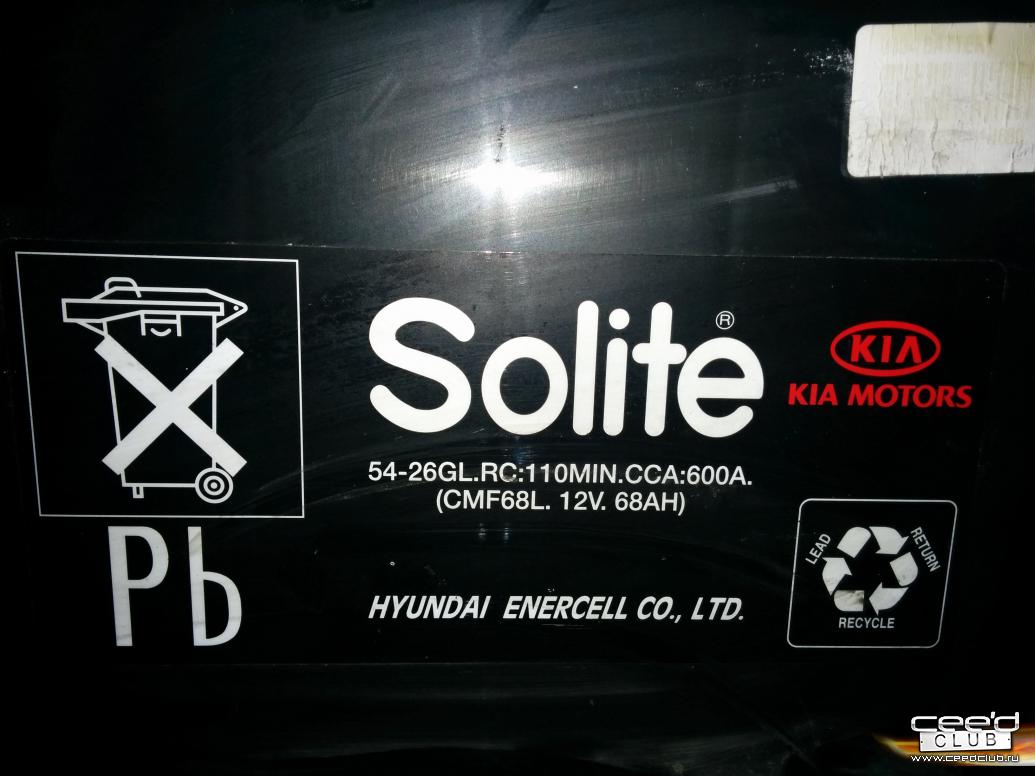 Solite®
KIA
KIA MOTORS
54-26GL.RC:110MIN.CCA:600A.
(CMF68L. 12V. 68AH)
Pb
HYUNDAI ENERCELL CO., LTD.
LEAD
RETURN
RECYCLE
cee'd
CLUB
www.ceedclub.ru